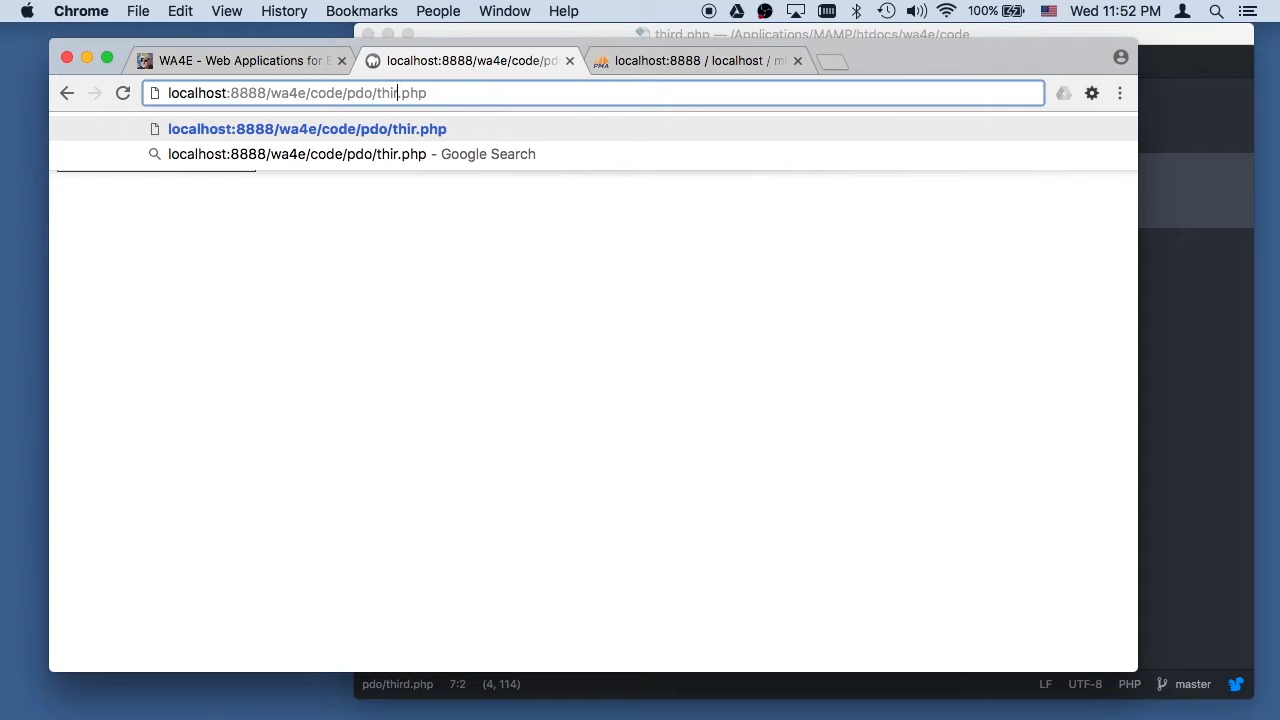 Chrome File Edit View History Bookmarks People Window Help 100% Wed 11:52 PM
third.php — /Applications/MAMP/htdocs/wa4e/code
WA4E - Web Applications for E
localhost:8888/wa4e/code/pd
localhost:8888 / localhost / m
localhost:8888/wa4e/code/pdo/thir.php
localhost:8888/wa4e/code/pdo/thir.php
localhost:8888/wa4e/code/pdo/thir.php - Google Search
pdo/third.php 7:2 (4, 114) LF UTF-8 PHP master